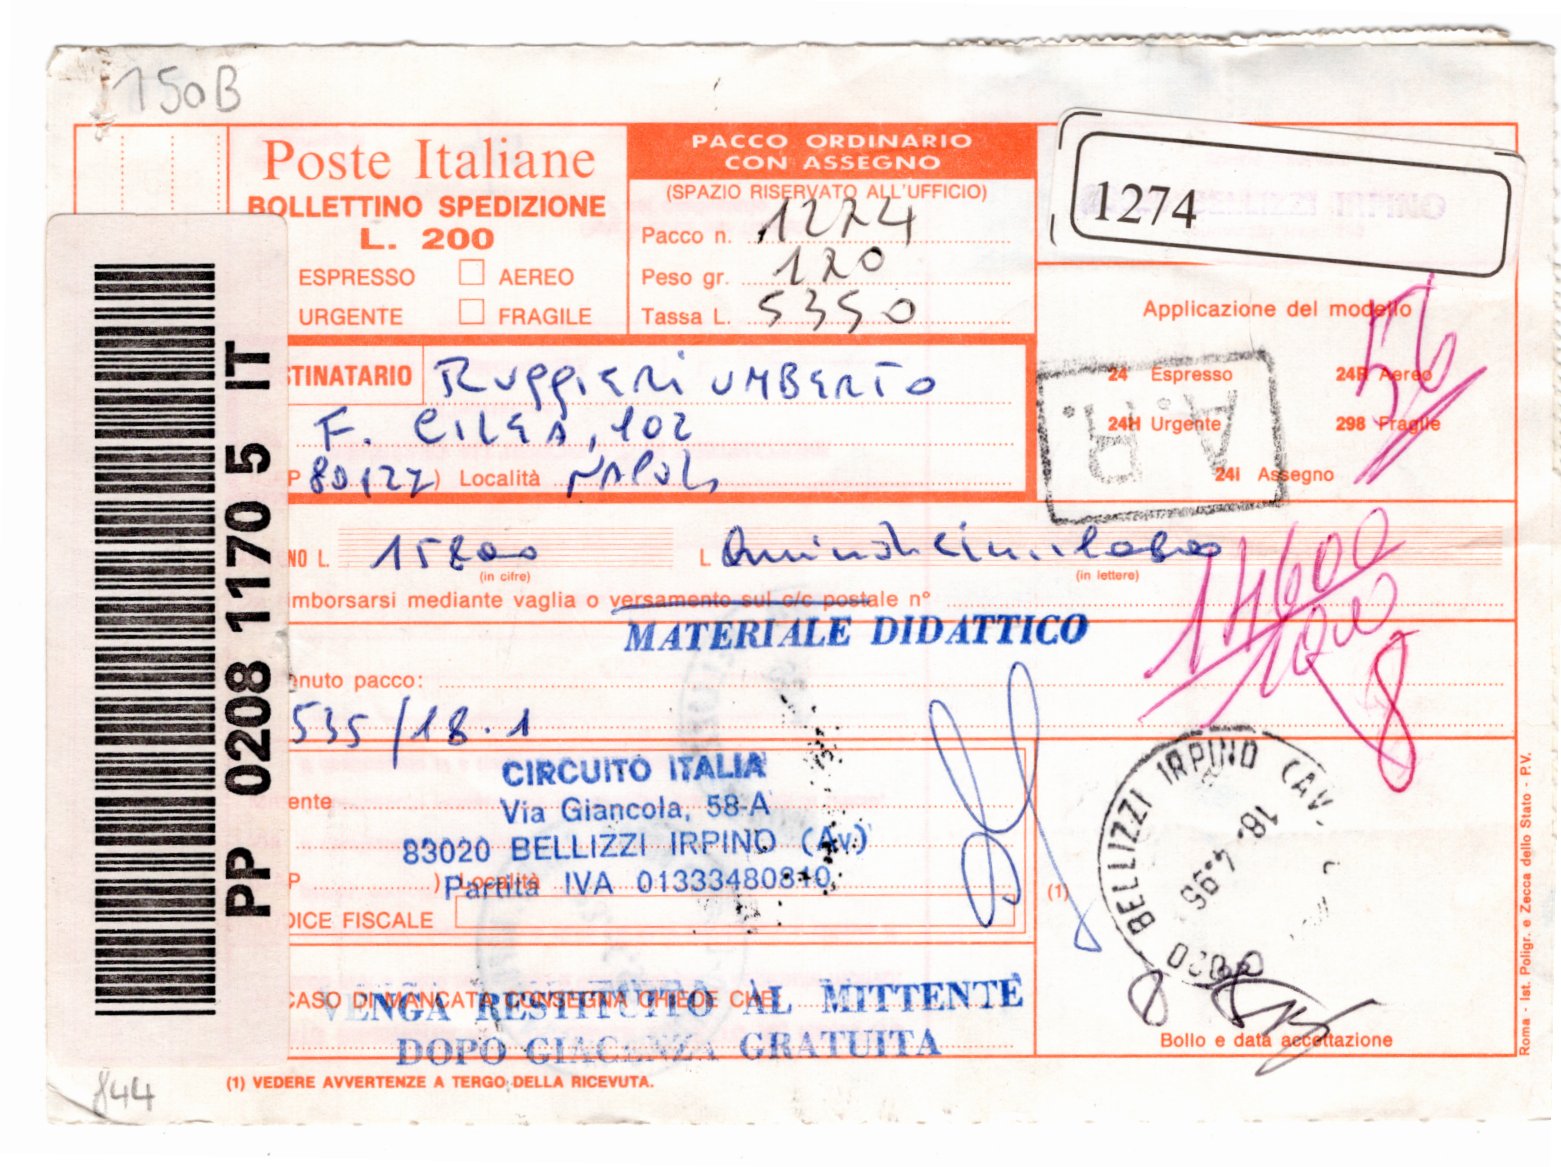 150B
Poste Italiane
BOLLETTINO SPEDIZIONE
L. 200
ESPRESSO AEREO
URGENTE FRAGILE
PACCO ORDINARIO
CON ASSEGNO
(SPAZIO RISERVATO ALL'UFFICIO)
Pacco n. 1274
Peso gr. 120
Tassa L. 5350
1274
Applicazione del modello
24 Espresso 24B Aereo
24H Urgente 298 Fragile
24I Assegno
A.R.
56
PP 0208 1170 5 IT
TINATARIO Ruggieri UMBERTO
F. CILEA, 102
P 80127) Località NAPOLI
NO L. 15800 L
(in cifre) (in lettere)
mborsarsi mediante vaglia o versamento sul c/c postale n°
14600
1000
8
MATERIALE DIDATTICO
nuto pacco:
535/18.1
CIRCUITO ITALIA
ente Via Giancola, 58-A
83020 BELLIZZI IRPINO (Av.)
P ) Località
Partita IVA 01333480810
DICE FISCALE
(1)
BELLIZZI IRPINO (AV.
18.4.95
CASO DI MANCATA CONSEGNA CHIEDE CHE
VENGA RESTITUITO AL MITTENTE
DOPO GIACENZA GRATUITA
Bollo e data accettazione
(1) VEDERE AVVERTENZE A TERGO DELLA RICEVUTA.
844
Roma - Ist. Poligr. e Zecca dello Stato - P.V.